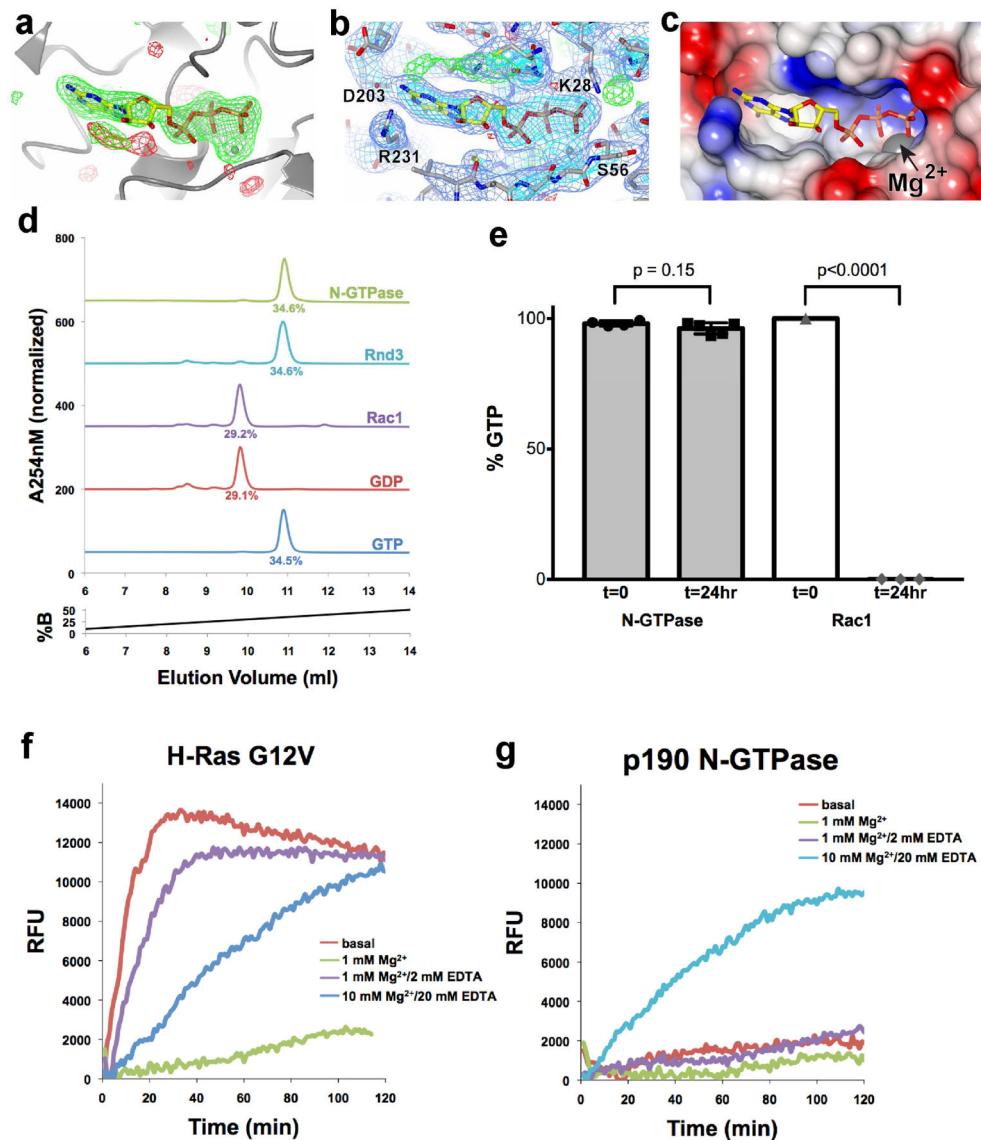 a
b
c
D203
K28
R231
S56
Mg2+
d
800
600
400
200
0
A254nM (normalized)
N-GTPase
34.6%
Rnd3
34.6%
Rac1
29.2%
GDP
29.1%
GTP
34.5%
6 7 8 9 10 11 12 13 14
%B
50
25
0
6 7 8 9 10 11 12 13 14
Elution Volume (ml)
e
p = 0.15
p<0.0001
100
50
0
% GTP
t=0 t=24hr t=0 t=24hr
N-GTPase Rac1
f
H-Ras G12V
14000
12000
10000
8000
6000
4000
2000
0
RFU
basal
1 mM Mg2+
1 mM Mg2+/2 mM EDTA
10 mM Mg2+/20 mM EDTA
0 20 40 60 80 100 120
Time (min)
g
p190 N-GTPase
14000
12000
10000
8000
6000
4000
2000
0
RFU
basal
1 mM Mg2+
1 mM Mg2+/2 mM EDTA
10 mM Mg2+/20 mM EDTA
0 20 40 60 80 100 120
Time (min)